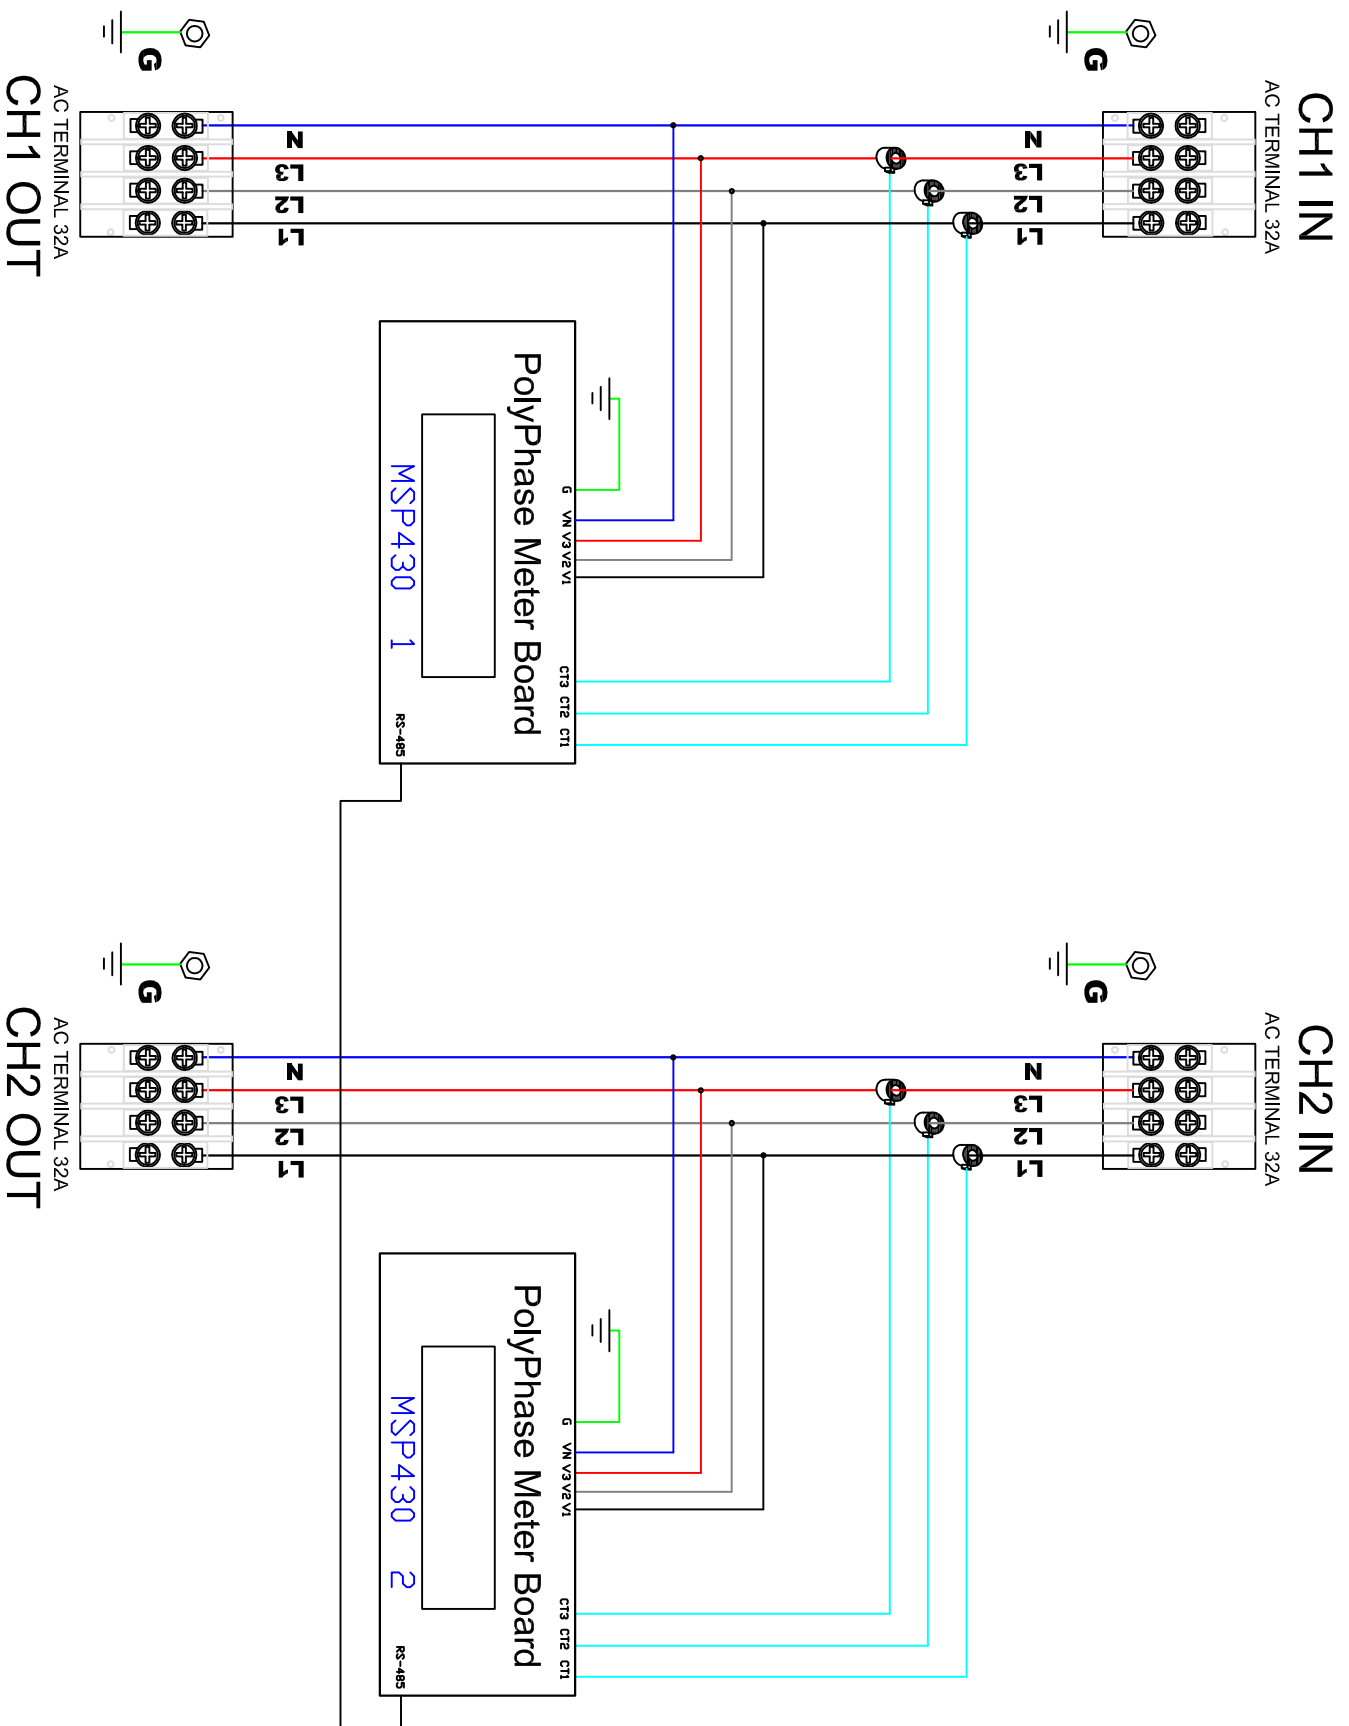 CH1 IN
AC TERMINAL 32A
G
N
L3
L2
L1
CH1 OUT
AC TERMINAL 32A
G
N
L3
L2
L1
PolyPhase Meter Board
MSP430 1
G
VN V3 V2 V1
CT3 CT2 CT1
RS-485
CH2 IN
AC TERMINAL 32A
G
N
L3
L2
L1
CH2 OUT
AC TERMINAL 32A
G
N
L3
L2
L1
PolyPhase Meter Board
MSP430 2
G
VN V3 V2 V1
CT3 CT2 CT1
RS-485